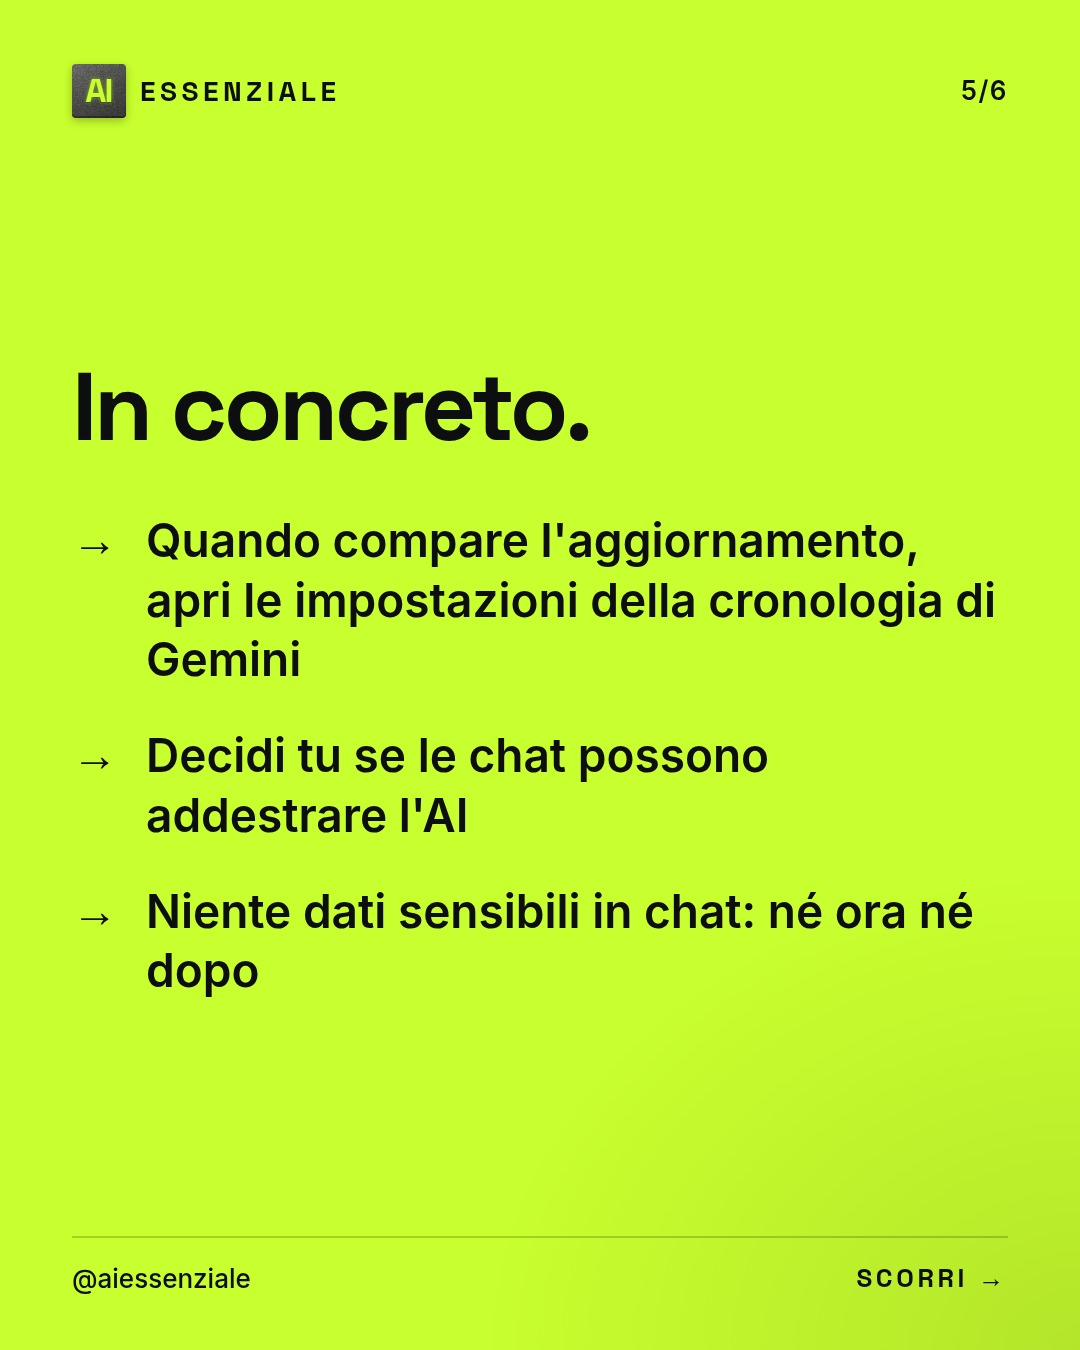 AI ESSENZIALE
5/6
In concreto.
→ Quando compare l'aggiornamento,
apri le impostazioni della cronologia di
Gemini
→ Decidi tu se le chat possono
addestrare l'AI
→ Niente dati sensibili in chat: né ora né
dopo
@aiessenziale
SCORRI →